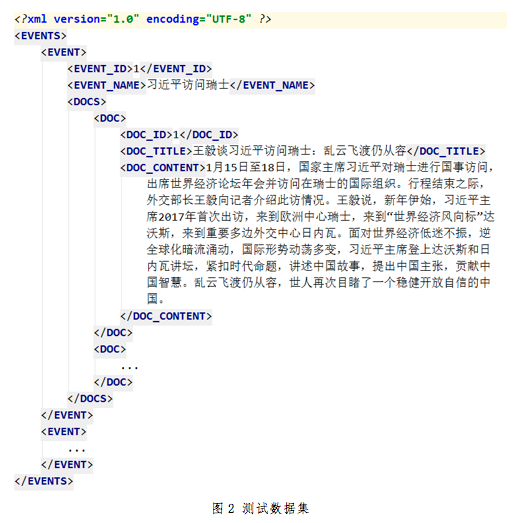 <?xml version="1.0" encoding="UTF-8" ?>
<EVENTS>
<EVENT>
<EVENT_ID>1</EVENT_ID>
<EVENT_NAME>习近平访问瑞士</EVENT_NAME>
<DOCS>
<DOC>
<DOC_ID>1</DOC_ID>
<DOC_TITLE>王毅谈习近平访问瑞士：乱云飞渡仍从容</DOC_TITLE>
<DOC_CONTENT>1月15日至18日，国家主席习近平对瑞士进行国事访问，
出席世界经济论坛年会并访问在瑞士的国际组织。行程结束之际，
外交部长王毅向记者介绍此访情况。王毅说，新年伊始，习近平主
席2017年首次出访，来到欧洲中心瑞士，来到“世界经济风向标”达
沃斯，来到重要多边外交中心日内瓦。面对世界经济低迷不振，逆
全球化暗流涌动，国际形势动荡多变，习近平主席登上达沃斯和日
内瓦讲坛，紧扣时代命题，讲述中国故事，提出中国主张，贡献中
国智慧。乱云飞渡仍从容，世人再次目睹了一个稳健开放自信的中
国。
</DOC_CONTENT>
</DOC>
<DOC>
...
</DOC>
</DOCS>
</EVENT>
<EVENT>
...
</EVENT>
</EVENTS>
图 2 测试数据集